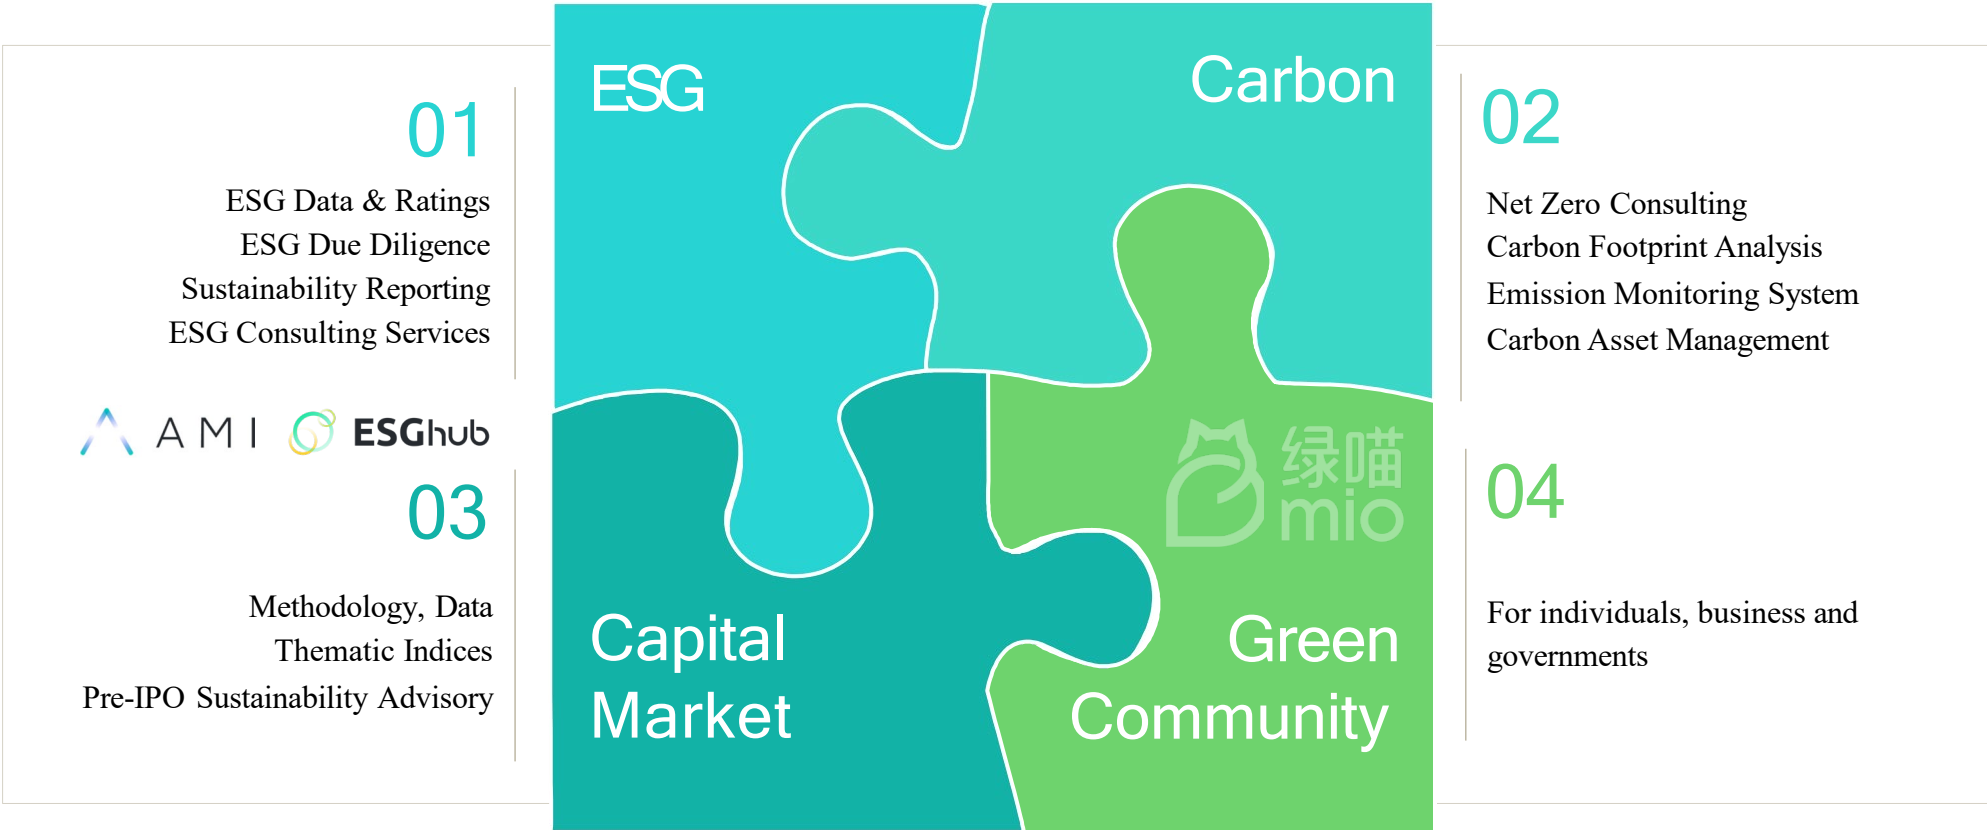 ESG
Carbon
01
ESG Data & Ratings
ESG Due Diligence
Sustainability Reporting
ESG Consulting Services
AMI ESGhub
02
Net Zero Consulting
Carbon Footprint Analysis
Emission Monitoring System
Carbon Asset Management
03
Methodology, Data
Thematic Indices
Pre-IPO Sustainability Advisory
Capital
Market
绿喵
mio
Green
Community
04
For individuals, business and
governments